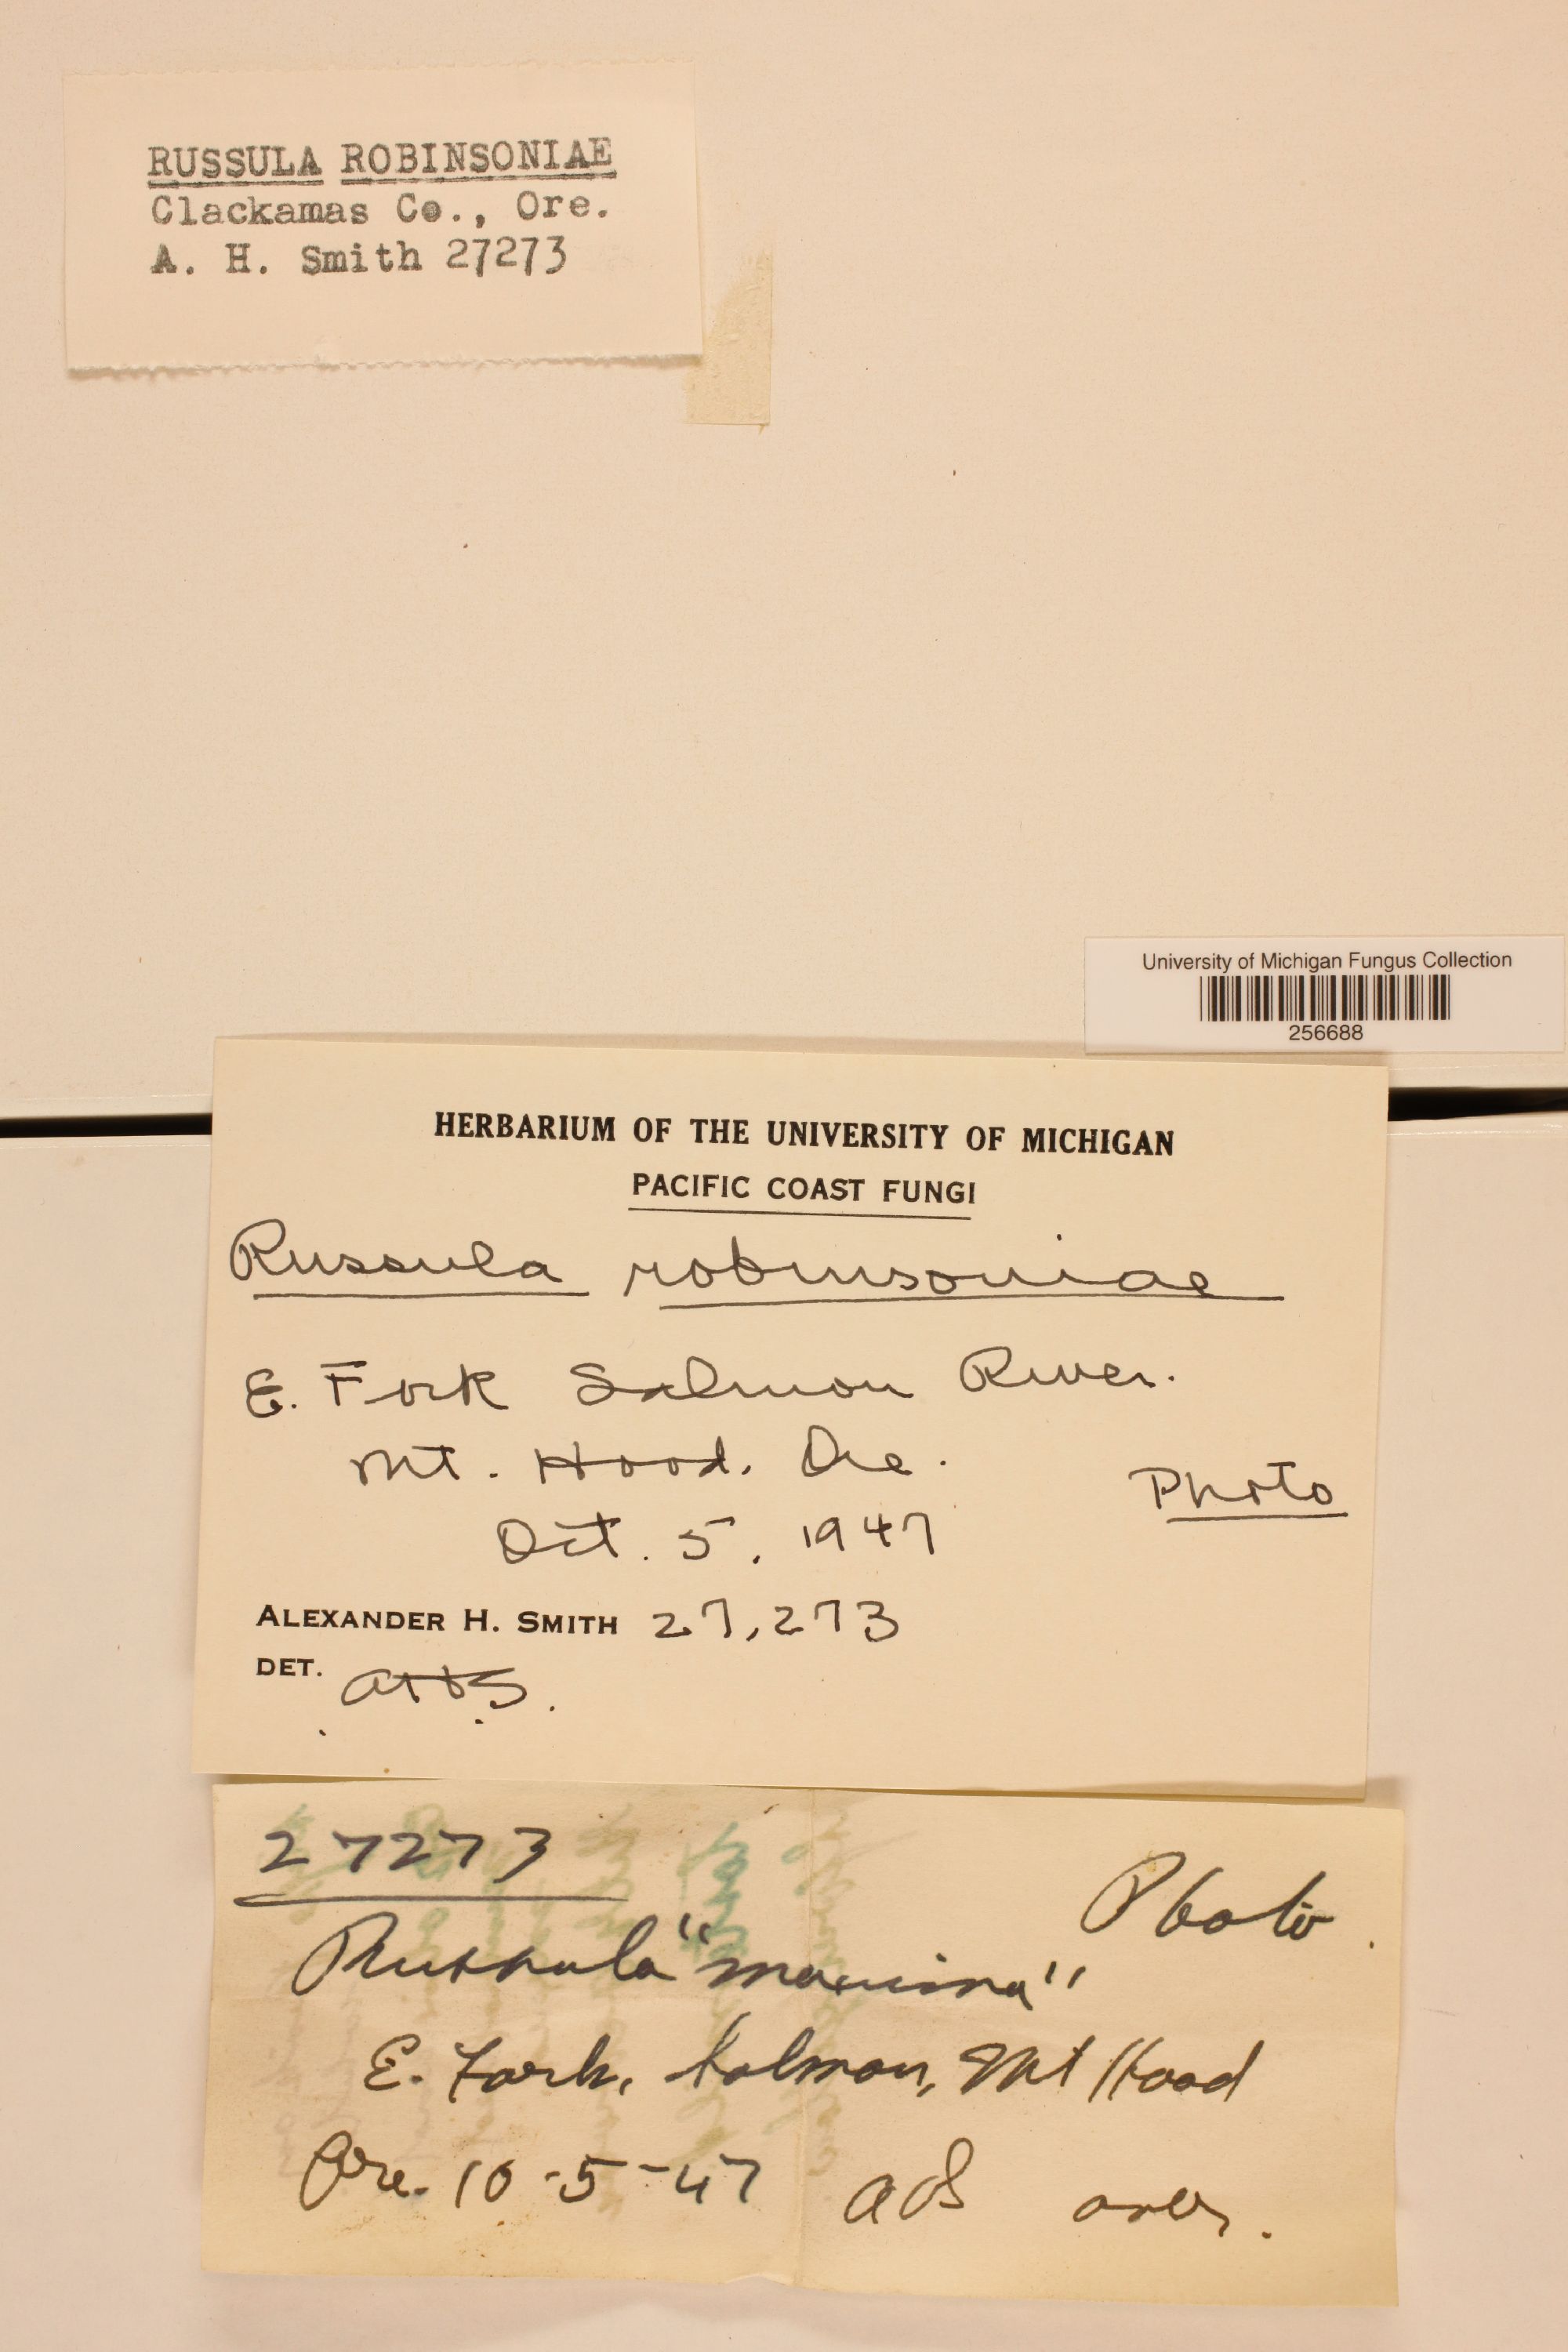 RUSSULA ROBINSONIAE
Clackamas Co., Ore.
A. H. Smith 27273
University of Michigan Fungus Collection
256688
HERBARIUM OF THE UNIVERSITY OF MICHIGAN
PACIFIC COAST FUNGI
Russula robinsoniae
E. Fork Salmon River.
Mt. Hood. Ore.
Photo
Oct. 5, 1947
ALEXANDER H. SMITH 27,273
DET. AHS.
27273
Photo.
Russula "maxima"
E. Fork, Salmon, Mt Hood
Ore. 10-5-47 over.